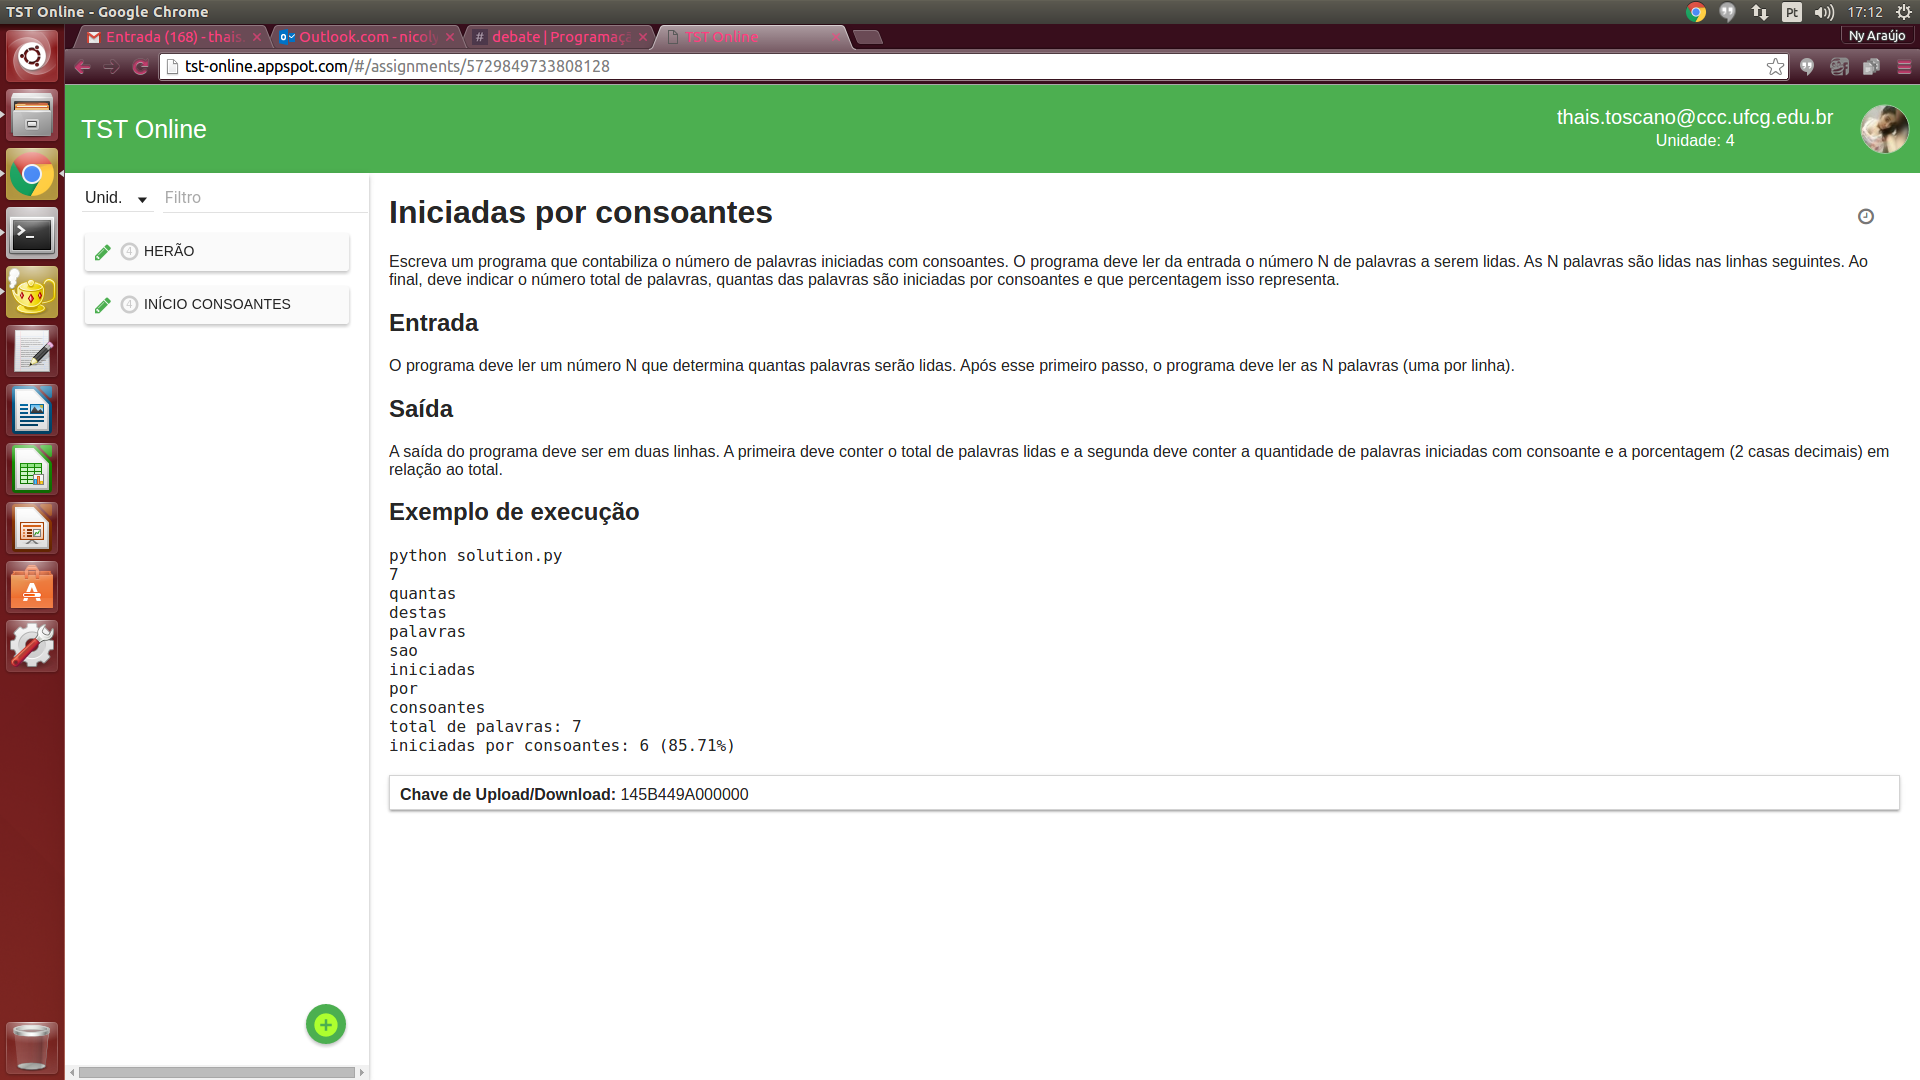 TST Online - Google Chrome
Pt
17:12
Entrada (168) - thais
Outlook.com - nicol
# debate | Programaç
TST Online
Ny Araújo
tst-online.appspot.com/#/assignments/5729849733808128
TST Online
thais.toscano@ccc.ufcg.edu.br
Unidade: 4
Unid.
Filtro
4 HERÃO
4 INÍCIO CONSOANTES
Iniciadas por consoantes
Escreva um programa que contabiliza o número de palavras iniciadas com consoantes. O programa deve ler da entrada o número N de palavras a serem lidas. As N palavras são lidas nas linhas seguintes. Ao
final, deve indicar o número total de palavras, quantas das palavras são iniciadas por consoantes e que percentagem isso representa.
Entrada
O programa deve ler um número N que determina quantas palavras serão lidas. Após esse primeiro passo, o programa deve ler as N palavras (uma por linha).
Saída
A saída do programa deve ser em duas linhas. A primeira deve conter o total de palavras lidas e a segunda deve conter a quantidade de palavras iniciadas com consoante e a porcentagem (2 casas decimais) em
relação ao total.
Exemplo de execução
python solution.py
7
quantas
destas
palavras
sao
iniciadas
por
consoantes
total de palavras: 7
iniciadas por consoantes: 6 (85.71%)
Chave de Upload/Download: 145B449A000000